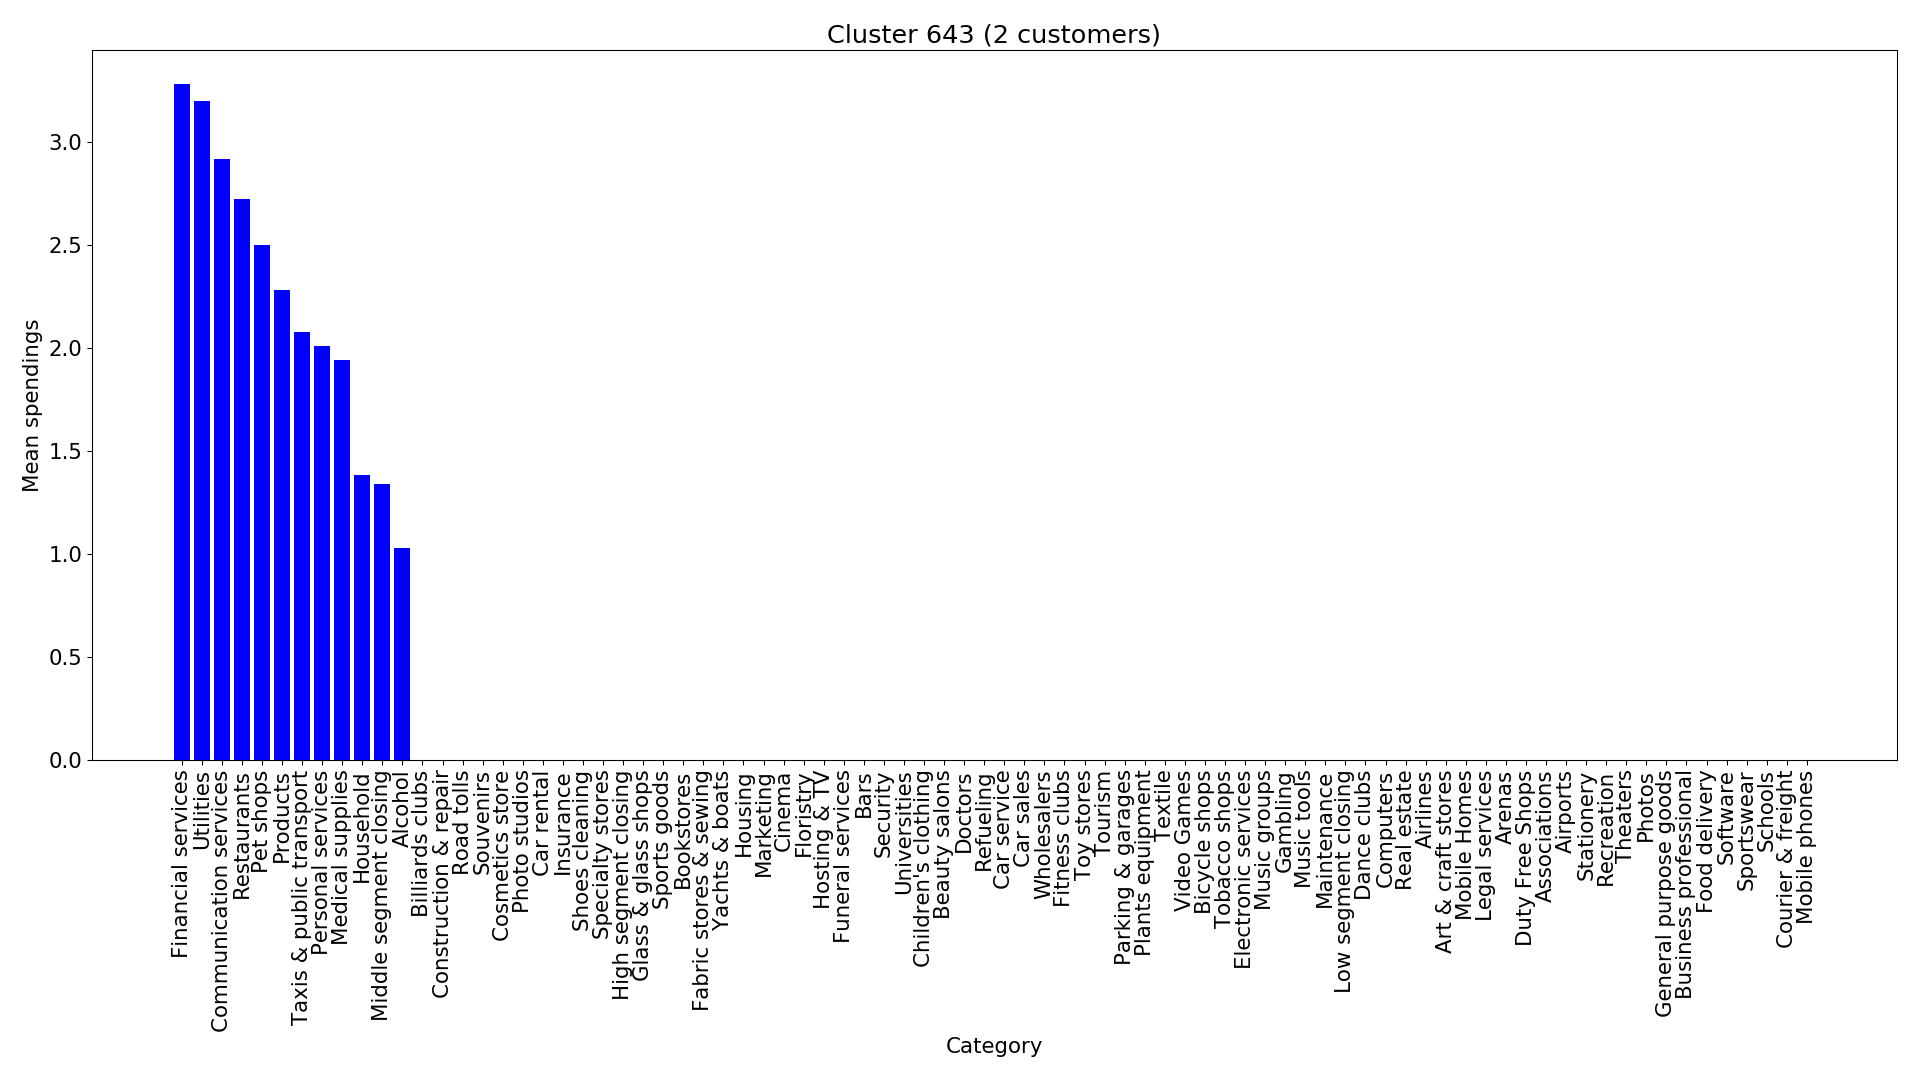 Cluster 643 (2 customers)
Mean spendings
3.0
2.5
2.0
1.5
1.0
0.5
0.0
Financial services
Utilities
Communication services
Restaurants
Pet shops
Products
Taxis & public transport
Personal services
Medical supplies
Household
Middle segment closing
Alcohol
Billiards clubs
Construction & repair
Road tolls
Souvenirs
Cosmetics store
Photo studios
Car rental
Insurance
Shoes cleaning
Specialty stores
High segment closing
Glass & glass shops
Sports goods
Bookstores
Fabric stores & sewing
Yachts & boats
Housing
Marketing
Cinema
Floristry
Hosting & TV
Funeral services
Bars
Security
Universities
Children's clothing
Beauty salons
Doctors
Refueling
Car service
Car sales
Wholesalers
Fitness clubs
Toy stores
Tourism
Parking & garages
Plants equipment
Textile
Video Games
Bicycle shops
Tobacco shops
Electronic services
Music groups
Gambling
Music tools
Maintenance
Low segment closing
Dance clubs
Computers
Real estate
Airlines
Art & craft stores
Mobile Homes
Legal services
Arenas
Duty Free Shops
Associations
Airports
Stationery
Recreation
Theaters
Photos
General purpose goods
Business professional
Food delivery
Software
Sportswear
Schools
Courier & freight
Mobile phones
Category